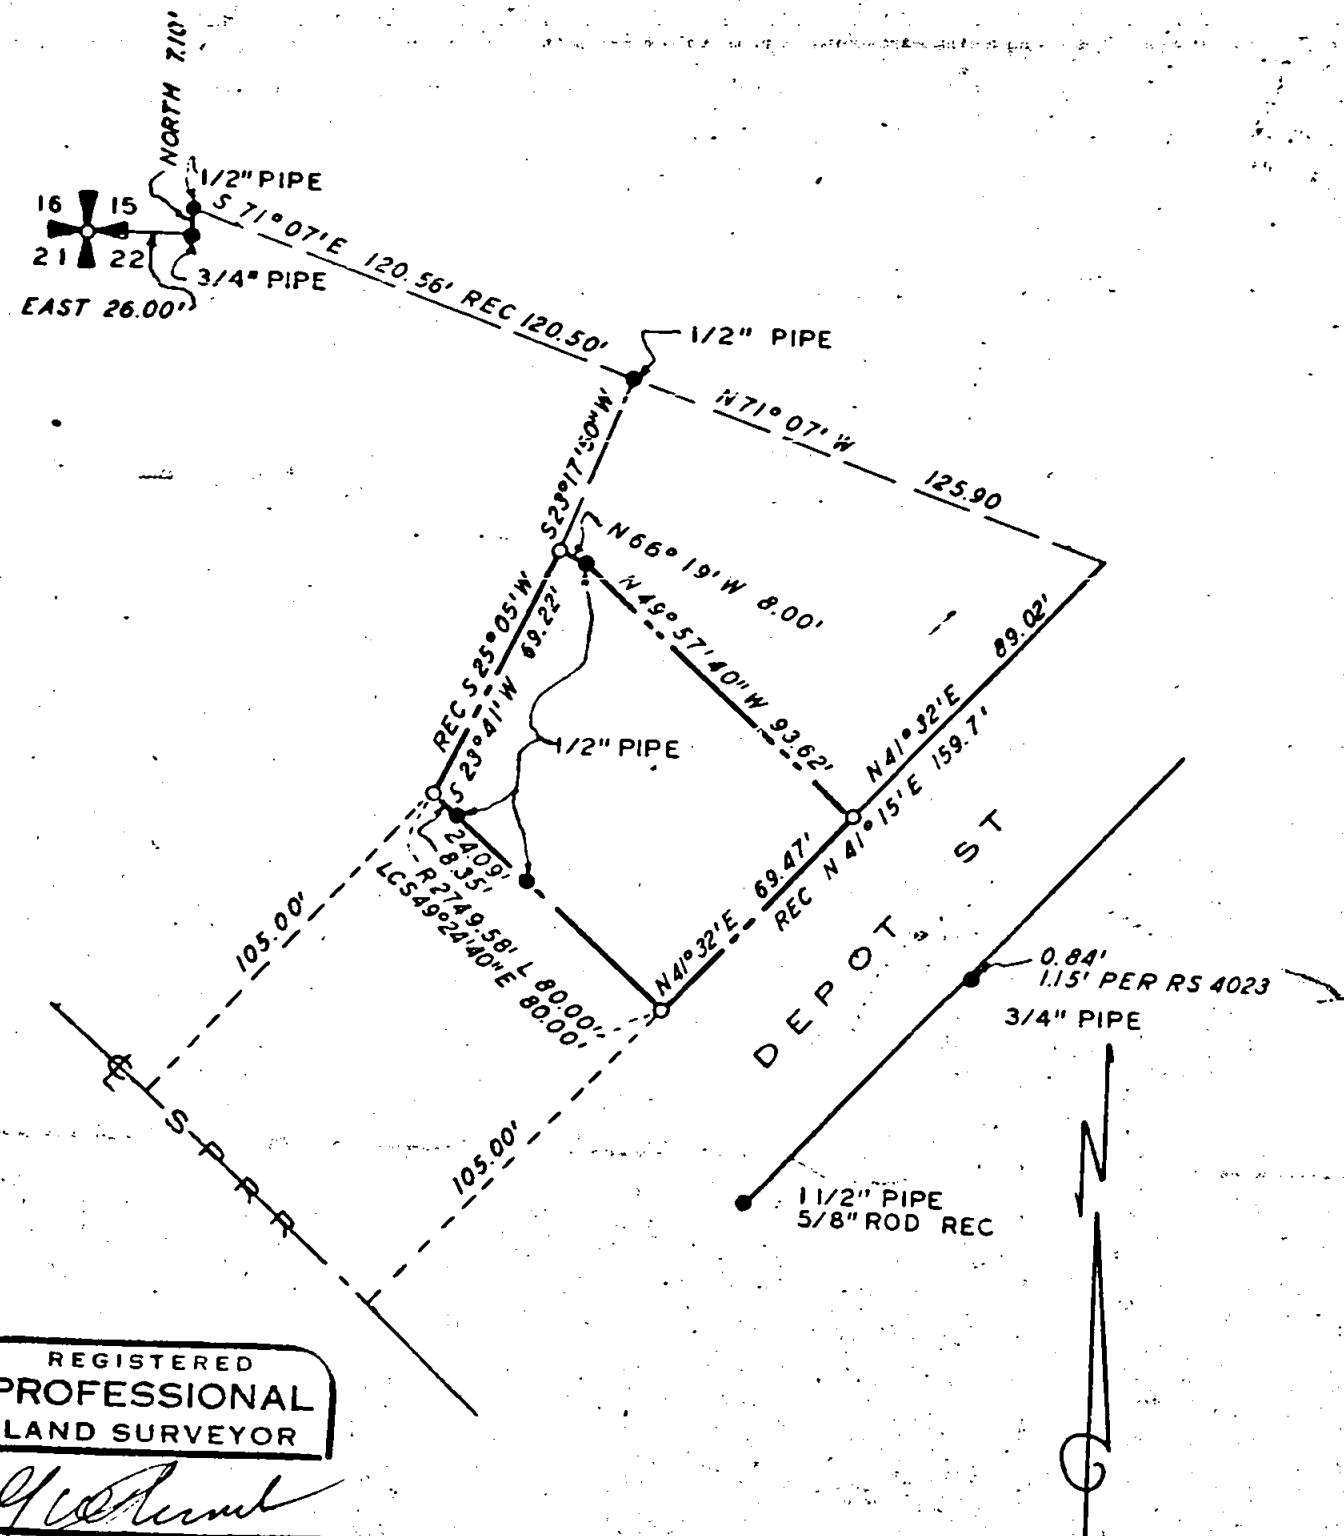 NORTH 7.10'
1/2" PIPE
16 15
21 22
3/4" PIPE
EAST 26.00'
S 71° 07' E 120.56' REC 120.50'
1/2" PIPE
N 71° 07' W 125.90
S 23° 17' 50" W
N 66° 19' W 8.00'
N 49° 57' 40" W 93.62'
REC S 25° 05' W
S 23° 41' W 69.22'
1/2" PIPE
89.02'
N 41° 32' E
REC N 41° 15' E 159.7'
69.47'
N 41° 32' E
24.09'
8.35'
R 2749.58' L 80.00'
LC S 49° 24' 40" E 80.00'
105.00'
105.00'
DEPOT ST
0.84'
1.15' PER RS 4023
3/4" PIPE
℄ SPRR
1 1/2" PIPE
5/8" ROD REC
N
REGISTERED
PROFESSIONAL
LAND SURVEYOR